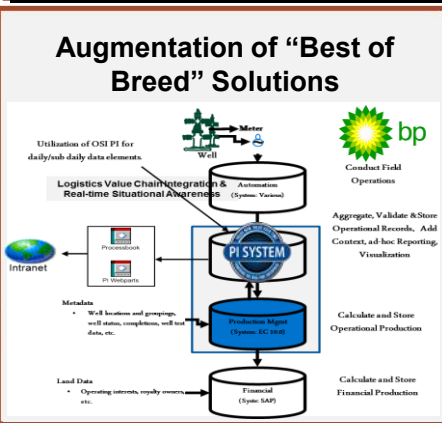 Augmentation of “Best of
Breed” Solutions
Meter
Well
bp
Utilization of OSI PI for
daily/sub daily data elements.
Conduct Field
Operations
Logistics Value Chain Integration &
Real-time Situational Awareness
Automation
(System: Various)
Aggregate, Validate &Store
Operational Records, Add
Context, ad-hoc Reporting,
Visualization
Processbook
PI Webparts
Intranet
PI SYSTEM
Metadata
• Well locations and groupings,
well status, completions, well test
data, etc.
Production Mgmt
(System: EC 10.0)
Calculate and Store
Operational Production
Land Data
• Operating interests, royalty owners,
etc.
Financial
(Syste: SAP)
Calculate and Store
Financial Production